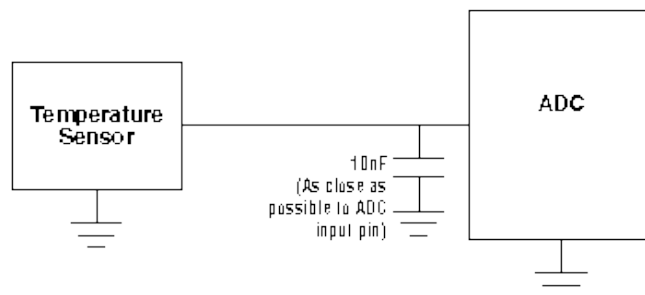 Temperature
Sensor
ADC
10nF
(As close as
possible to ADC
input pin)